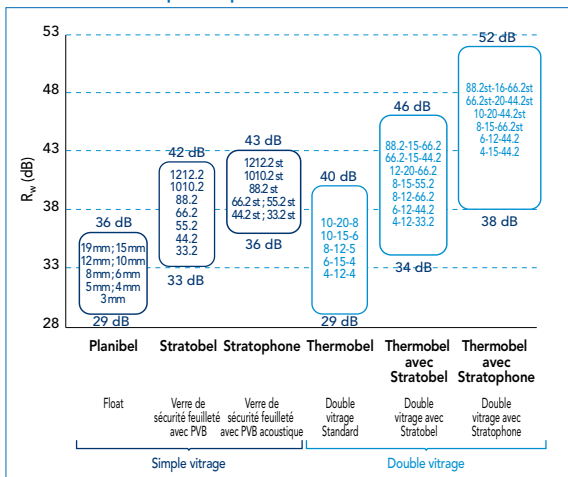 53
48
43
38
33
28
R_w (dB)
36 dB
19mm; 15mm
12mm; 10mm
8mm; 6mm
5mm; 4mm
3mm
29 dB
42 dB
1212.2
1010.2
88.2
66.2
55.2
44.2
33.2
33 dB
43 dB
1212.2 st
1010.2 st
88.2 st
66.2 st; 55.2 st
44.2 st; 33.2 st
36 dB
40 dB
10-20-8
10-15-6
8-12-5
6-15-4
4-12-4
29 dB
46 dB
88.2-15-66.2
66.2-15-44.2
12-20-66.2
8-15-55.2
8-12-66.2
6-12-44.2
4-12-33.2
34 dB
52 dB
88.2st-16-66.2st
66.2st-20-44.2st
10-20-44.2st
8-15-66.2st
6-12-44.2
4-15-44.2
38 dB
Planibel
Stratobel
Stratophone
Thermobel
Thermobel
avec
Stratobel
Thermobel
avec
Stratophone
Float
Verre de
sécurité feuilleté
avec PVB
Verre de
sécurité feuilleté
avec PVB acoustique
Double
vitrage
Standard
Double
vitrage avec
Stratobel
Double
vitrage avec
Stratophone
Simple vitrage
Double vitrage